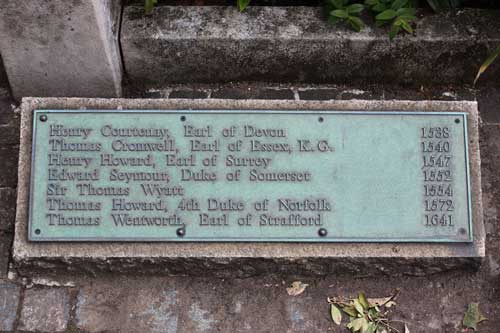 Henry Courtenay, Earl of Devon 1538
Thomas Cromwell, Earl of Essex, K.G. 1540
Henry Howard, Earl of Surrey 1547
Edward Seymour, Duke of Somerset 1552
Sir Thomas Wyatt 1554
Thomas Howard, 4th Duke of Norfolk 1572
Thomas Wentworth, Earl of Strafford 1641